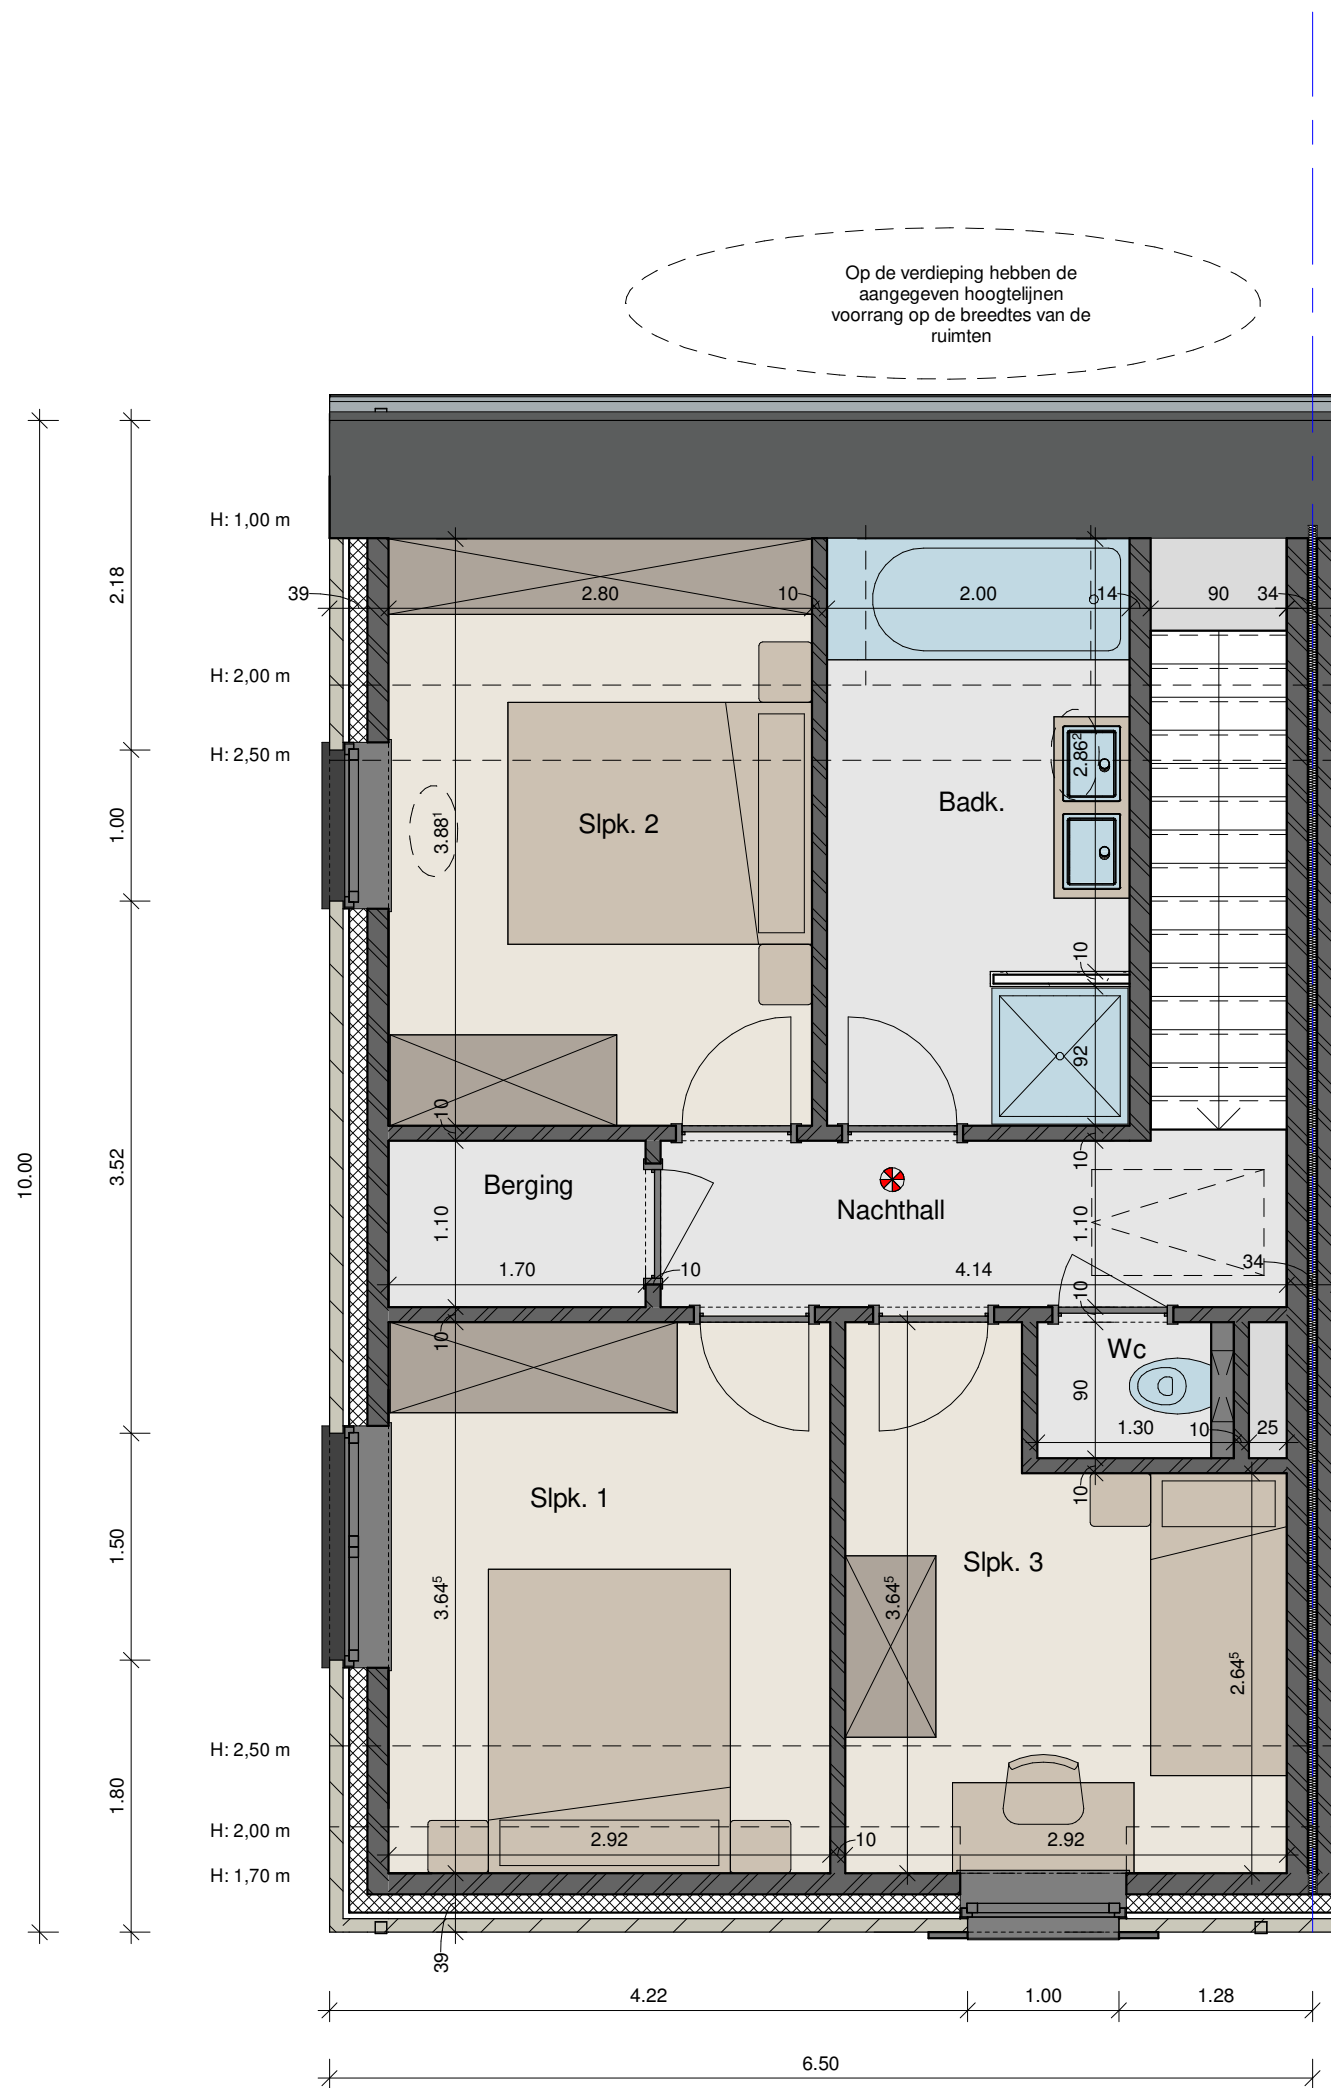 Op de verdieping hebben de
aangegeven hoogtelijnen
voorrang op de breedtes van de
ruimten
H: 1,00 m
39
2.80
10
2.00
14
90
34
2.18
H: 2,00 m
H: 2,50 m
2.86²
1.00
3.88¹
Slpk. 2
Badk.
10
92
10
10
10.00
3.52
Berging
Nachthall
1.10
1.10
1.70
10
4.14
34
10
10
Wc
90
1.30
10
25
10
1.50
Slpk. 1
Slpk. 3
3.64⁵
3.64⁵
2.64⁵
H: 2,50 m
1.80
H: 2,00 m
2.92
10
2.92
H: 1,70 m
39
4.22
1.00
1.28
6.50